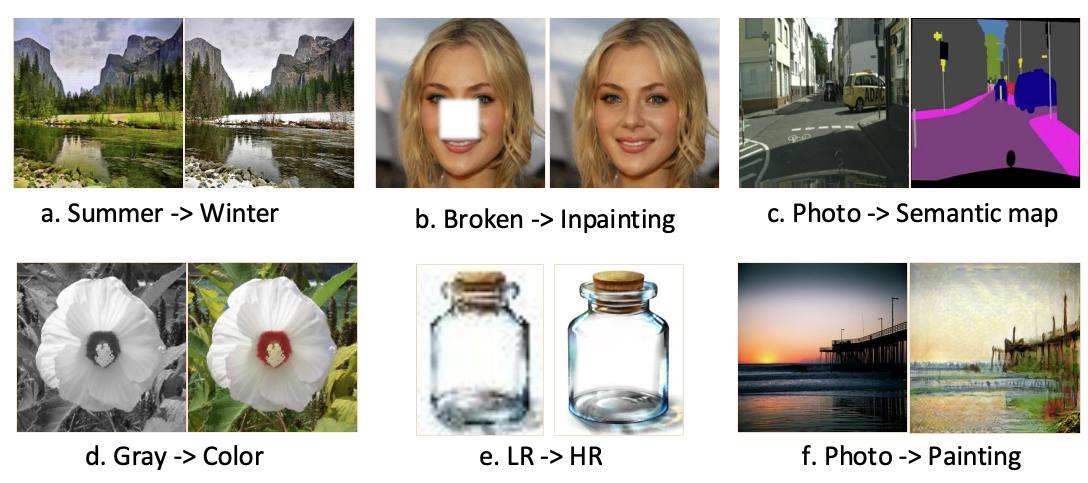 a. Summer -> Winter
b. Broken -> Inpainting
c. Photo -> Semantic map
d. Gray -> Color
e. LR -> HR
f. Photo -> Painting